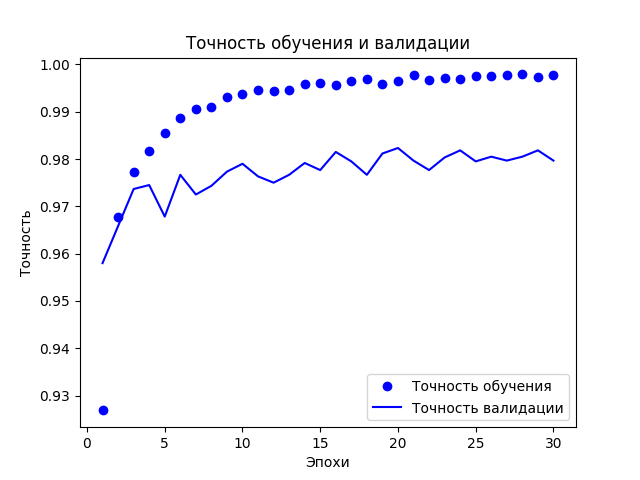 Точность обучения и валидации
1.00
0.99
0.98
0.97
0.96
0.95
0.94
0.93
Точность
0 5 10 15 20 25 30
Эпохи
Точность обучения
Точность валидации